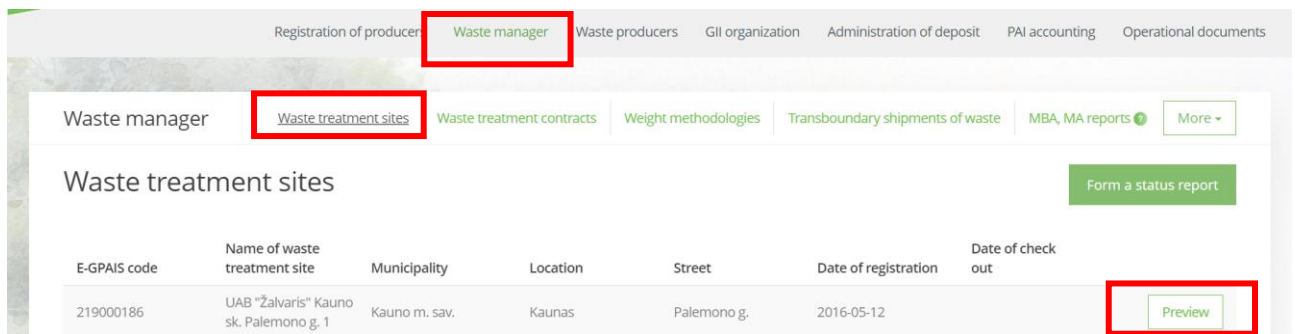 Registration of producers Waste manager Waste producers GII organization Administration of deposit PAI accounting Operational documents
Waste manager Waste treatment sites Waste treatment contracts Weight methodologies Transboundary shipments of waste MBA, MA reports ? More
Waste treatment sites Form a status report
E-GPAIS code Name of waste treatment site Municipality Location Street Date of registration Date of check out
219000186 UAB "Žalvaris" Kauno sk. Palemono g. 1 Kauno m. sav. Kaunas Palemono g. 2016-05-12 Preview